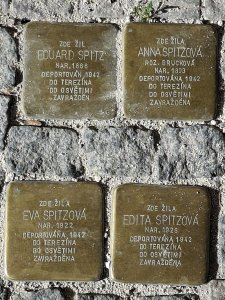 ZDE ŽIL
EDUARD SPITZ
NAR. 1886
DEPORTOVÁN 1942
DO TEREZÍNA
DO OSVĚTIMI
ZAVRAŽDĚN
ZDE ŽILA
ANNA SPITZOVÁ
ROZ. BRUCKOVÁ
NAR. 1893
DEPORTOVÁNA 1942
DO TEREZÍNA
DO OSVĚTIMI
ZAVRAŽDĚNA
ZDE ŽILA
EVA SPITZOVÁ
NAR.
DEPORTOVÁNA 1942
DO TEREZÍNA
DO OSVĚTIMI
ZAVRAŽDĚNA
ZDE ŽILA
EDITA SPITZOVÁ
NAR. 1926
DEPORTOVÁNA 1942
DO TEREZÍNA
DO OSVĚTIMI
ZAVRAŽDĚNA